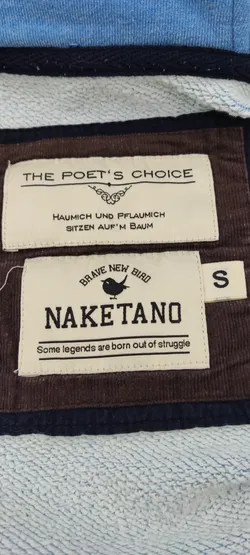 THE POET'S CHOICE
HAUMICH UND PFLAUMICH
SITZEN AUF'M BAUM
BRAVE NEW BIRD
NAKETANO
S
Some legends are born out of struggle